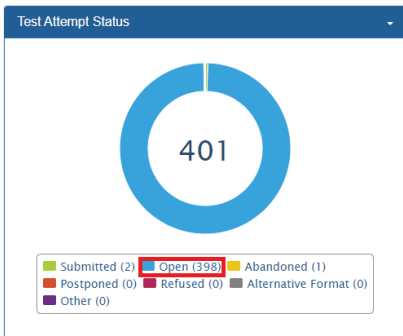 Test Attempt Status
401
Submitted (2) Open (398) Abandoned (1)
Postponed (0) Refused (0) Alternative Format (0)
Other (0)